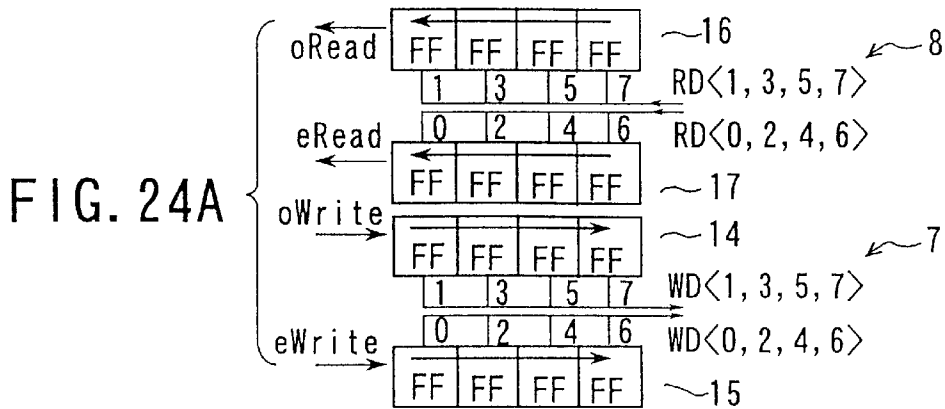 FIG. 24A
oRead
FF FF FF FF
16
8
1 3 5 7
RD<1, 3, 5, 7>
0 2 4 6
RD<0, 2, 4, 6>
eRead
FF FF FF FF
17
oWrite
FF FF FF FF
14
7
1 3 5 7
WD<1, 3, 5, 7>
0 2 4 6
WD<0, 2, 4, 6>
eWrite
FF FF FF FF
15